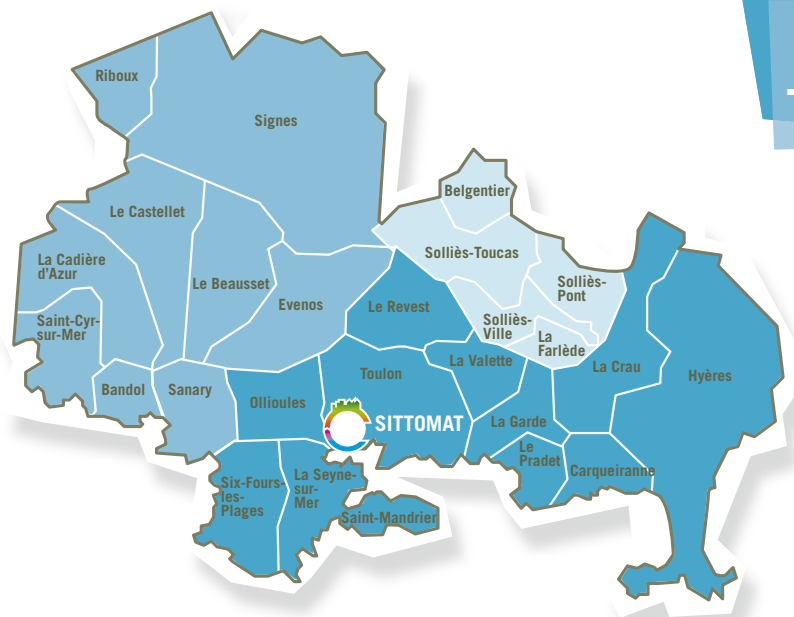 Riboux
Signes
Belgentier
Le Castellet
Solliès-Toucas
La Cadière
d'Azur
Solliès-
Pont
Le Beausset
Evenos
Le Revest
Saint-Cyr-
sur-Mer
Solliès-
Ville
La
Farlède
La Valette
La Crau
Toulon
Hyères
Bandol
Sanary
Ollioules
SITTOMAT
La Garde
Le
Pradet
Carqueiranne
Six-Fours-
les-
Plages
La Seyne-
sur-
Mer
Saint-Mandrier